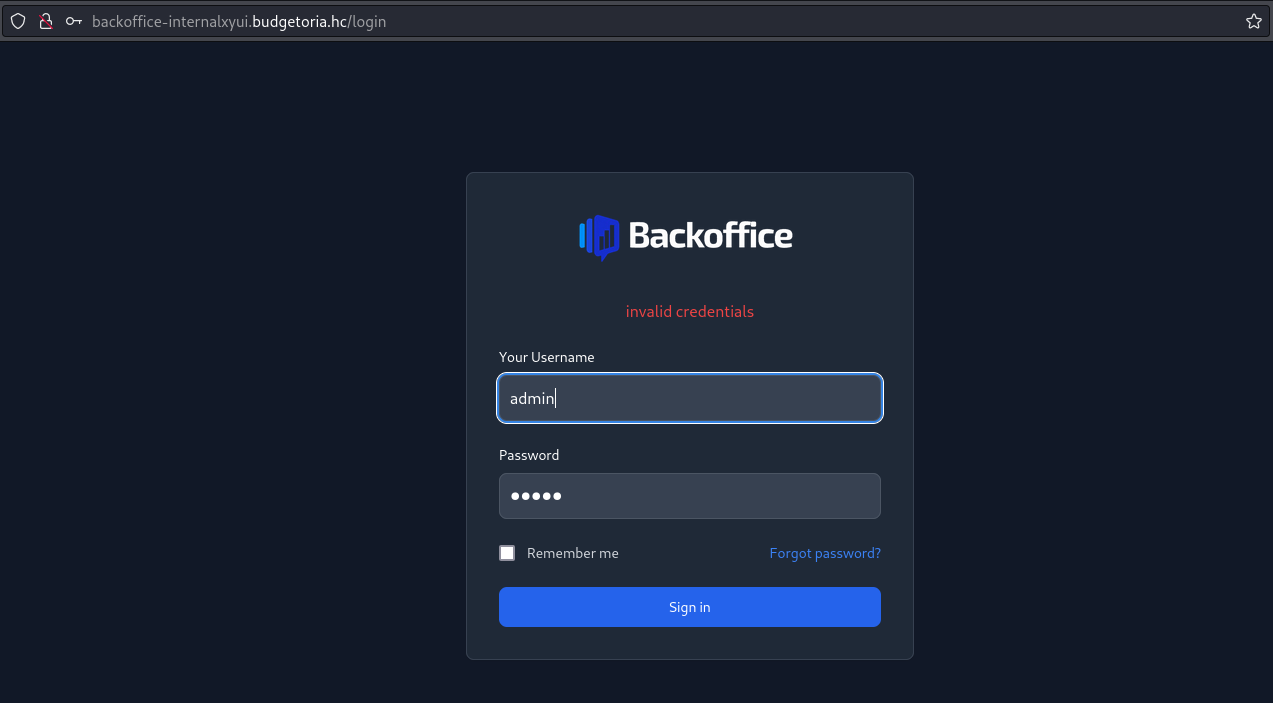 backoffice-internalxyui.budgetoria.hc/login
Backoffice
invalid credentials
Your Username
admin
Password
●●●●●
Remember me Forgot password?
Sign in